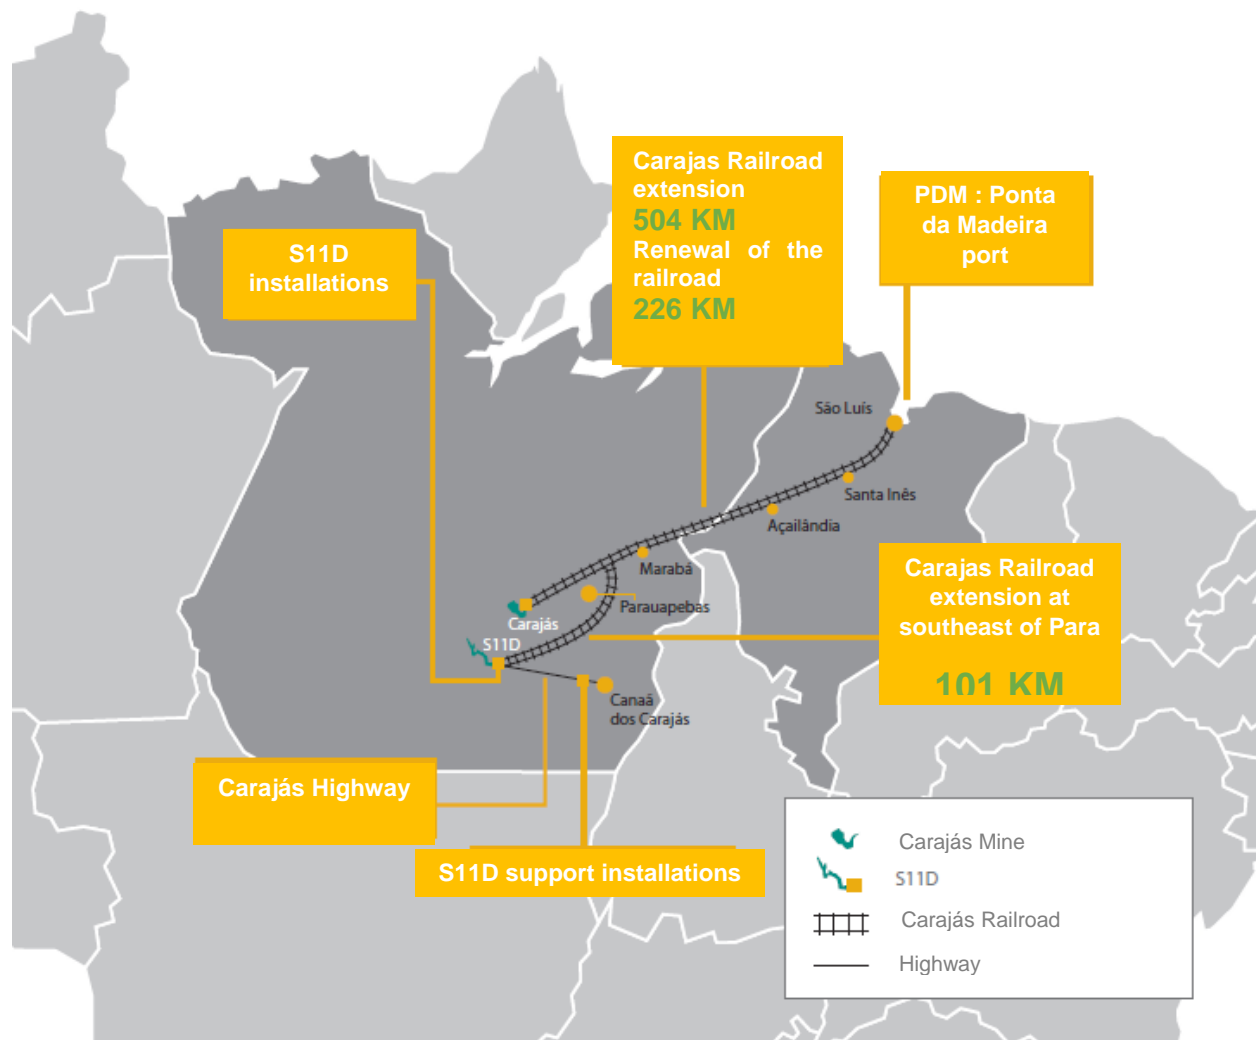 Carajas Railroad
extension
504 KM
Renewal of the
railroad
226 KM
PDM : Ponta
da Madeira
port
S11D
installations
São Luís
Santa Inês
Açailândia
Marabá
Parauapebas
Carajás
S11D
Canaã
dos Carajás
Carajas Railroad
extension at
southeast of Para
101 KM
Carajás Highway
S11D support installations
Carajás Mine
S11D
Carajás Railroad
Highway